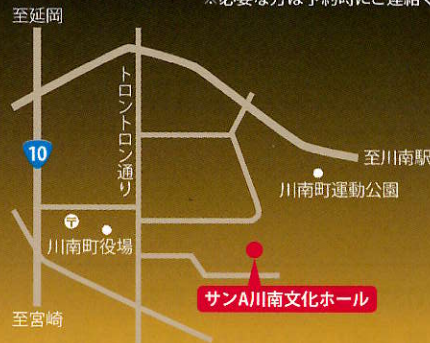 ※必要な方は予約時にご連絡く
至延岡
トロントロン通り
10
至川南駅
川南町運動公園
〒
川南町役場
サンA川南文化ホール
至宮崎